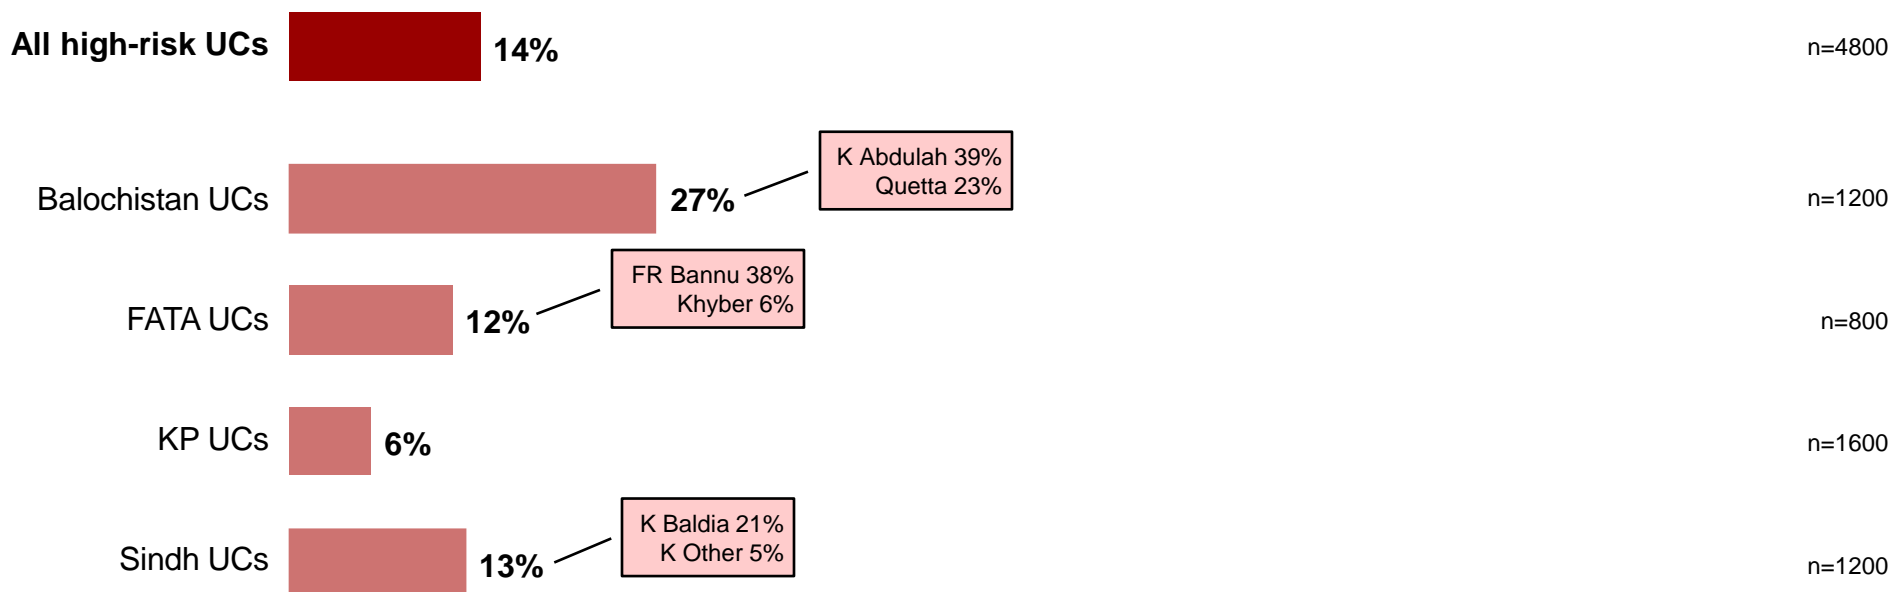 All high-risk UCs 14% n=4800
K Abdulah 39%
Quetta 23%
Balochistan UCs 27% n=1200
FR Bannu 38%
Khyber 6%
FATA UCs 12% n=800
KP UCs 6% n=1600
K Baldia 21%
K Other 5%
Sindh UCs 13% n=1200